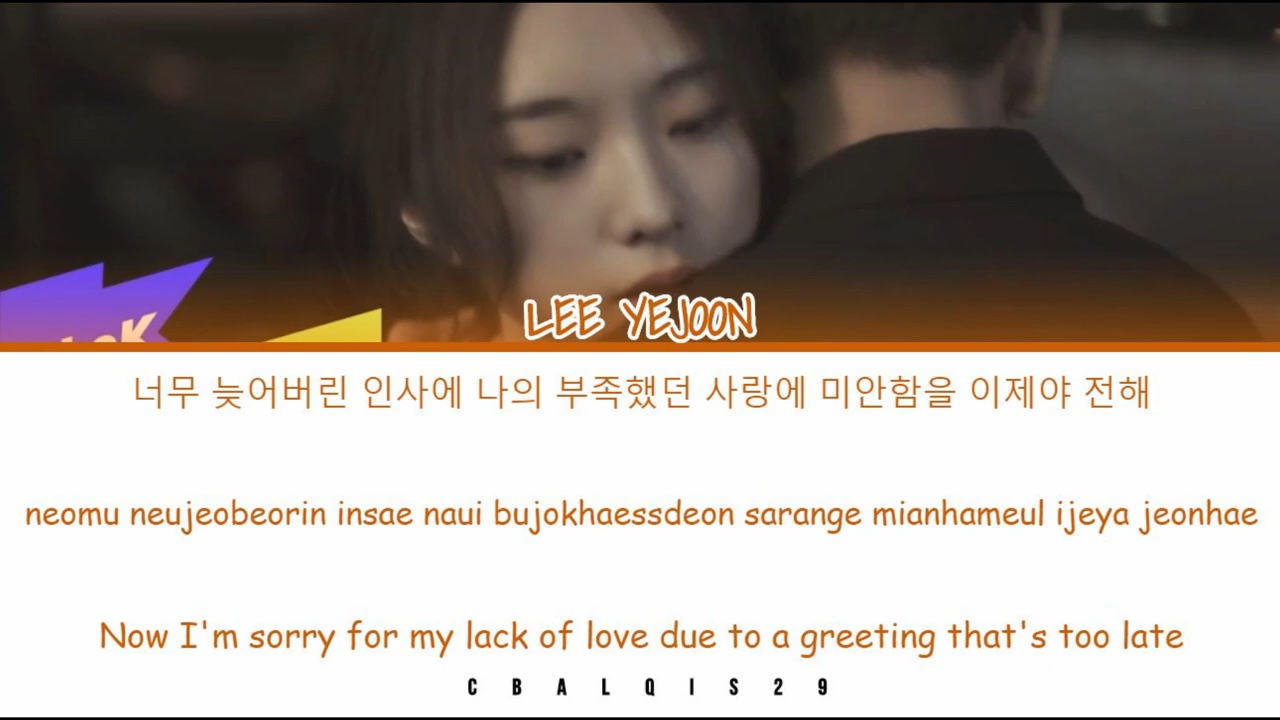 LEE YEJOON
너무 늦어버린 인사에 나의 부족했던 사랑에 미안함을 이제야 전해
neomu neujeobeorin insae naui bujokhaessdeon sarange mianhameul ijeya jeonhae
Now I'm sorry for my lack of love due to a greeting that's too late
CBALQIS29